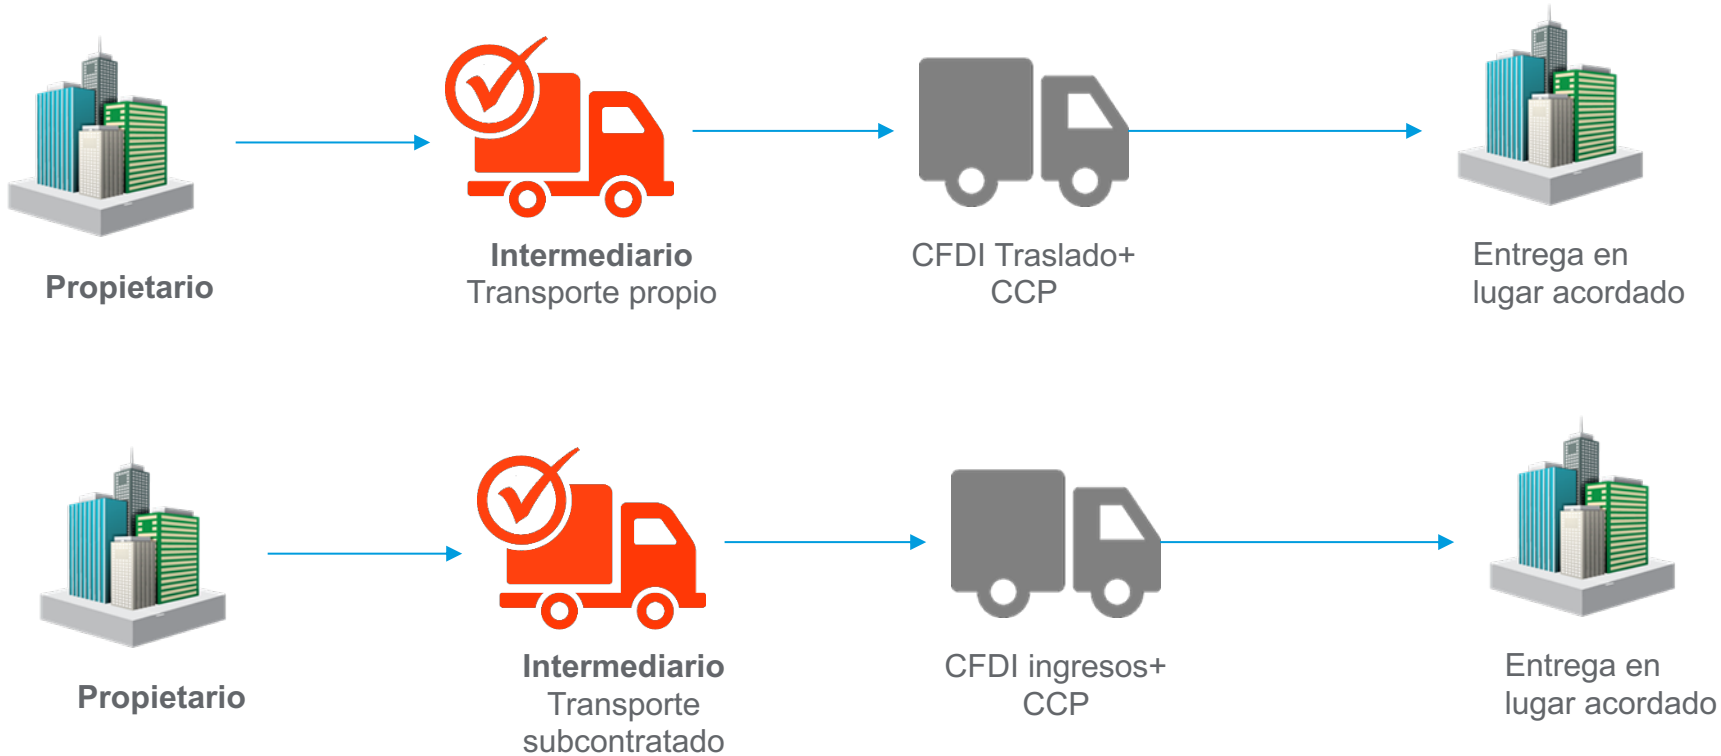 Propietario
Intermediario
Transporte propio
CFDI Traslado+
CCP
Entrega en
lugar acordado
Propietario
Intermediario
Transporte
subcontratado
CFDI ingresos+
CCP
Entrega en
lugar acordado